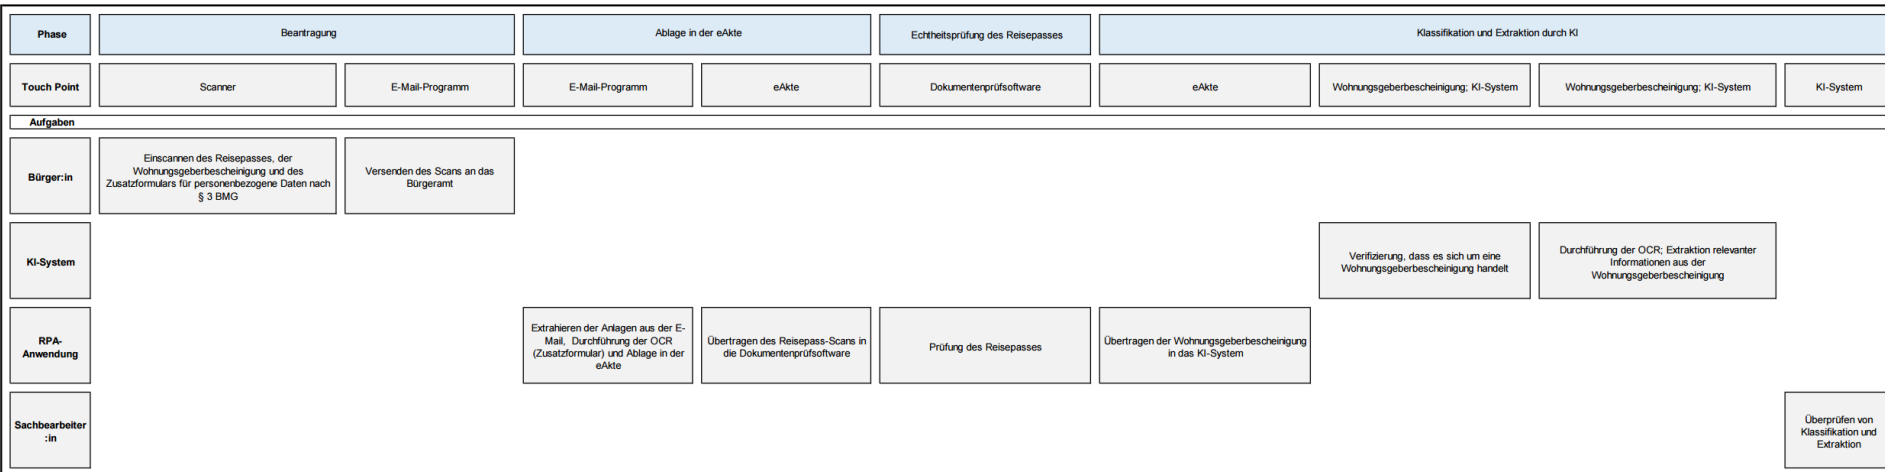 Phase
Beantragung
Ablage in der eAkte
Echtheitsprüfung des Reisepasses
Klassifikation und Extraktion durch KI
Touch Point
Scanner
E-Mail-Programm
E-Mail-Programm
eAkte
Dokumentenprüfsoftware
eAkte
Wohnungsgeberbescheinigung; KI-System
Wohnungsgeberbescheinigung; KI-System
KI-System
Aufgaben
Bürger:in
Einscannen des Reisepasses, der
Wohnungsgeberbescheinigung und des
Zusatzformulars für personenbezogene Daten nach
§ 3 BMG
Versenden des Scans an das
Bürgeramt
KI-System
Verifizierung, dass es sich um eine
Wohnungsgeberbescheinigung handelt
Durchführung der OCR; Extraktion relevanter
Informationen aus der
Wohnungsgeberbescheinigung
RPA-
Anwendung
Extrahieren der Anlagen aus der E-
Mail, Durchführung der OCR
(Zusatzformular) und Ablage in der
eAkte
Übertragen des Reisepass-Scans in
die Dokumentenprüfsoftware
Prüfung des Reisepasses
Übertragen der Wohnungsgeberbescheinigung
in das KI-System
Sachbearbeiter
:in
Überprüfen von
Klassifikation und
Extraktion